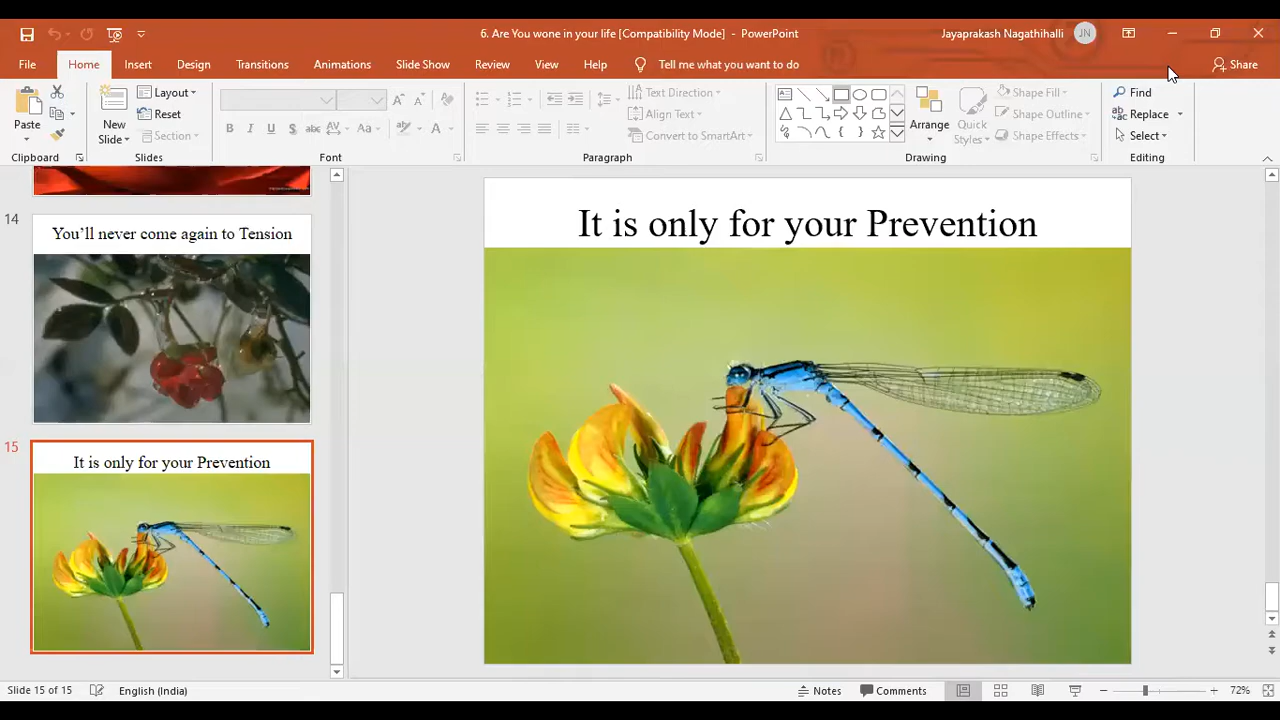 6. Are You wone in your life [Compatibility Mode] - PowerPoint
Jayaprakash Nagathihalli
JN
File
Home
Insert
Design
Transitions
Animations
Slide Show
Review
View
Help
Tell me what you want to do
Share
Paste
Clipboard
New
Slide
Layout
Reset
Section
Slides
B
I
U
S
abc
AV
Aa
A
A
A
Font
Text Direction
Align Text
Convert to SmartArt
Paragraph
Arrange
Quick
Styles
Shape Fill
Shape Outline
Shape Effects
Drawing
Find
Replace
Select
Editing
14
You'll never come again to Tension
15
It is only for your Prevention
It is only for your Prevention
Slide 15 of 15
English (India)
Notes
Comments
72%